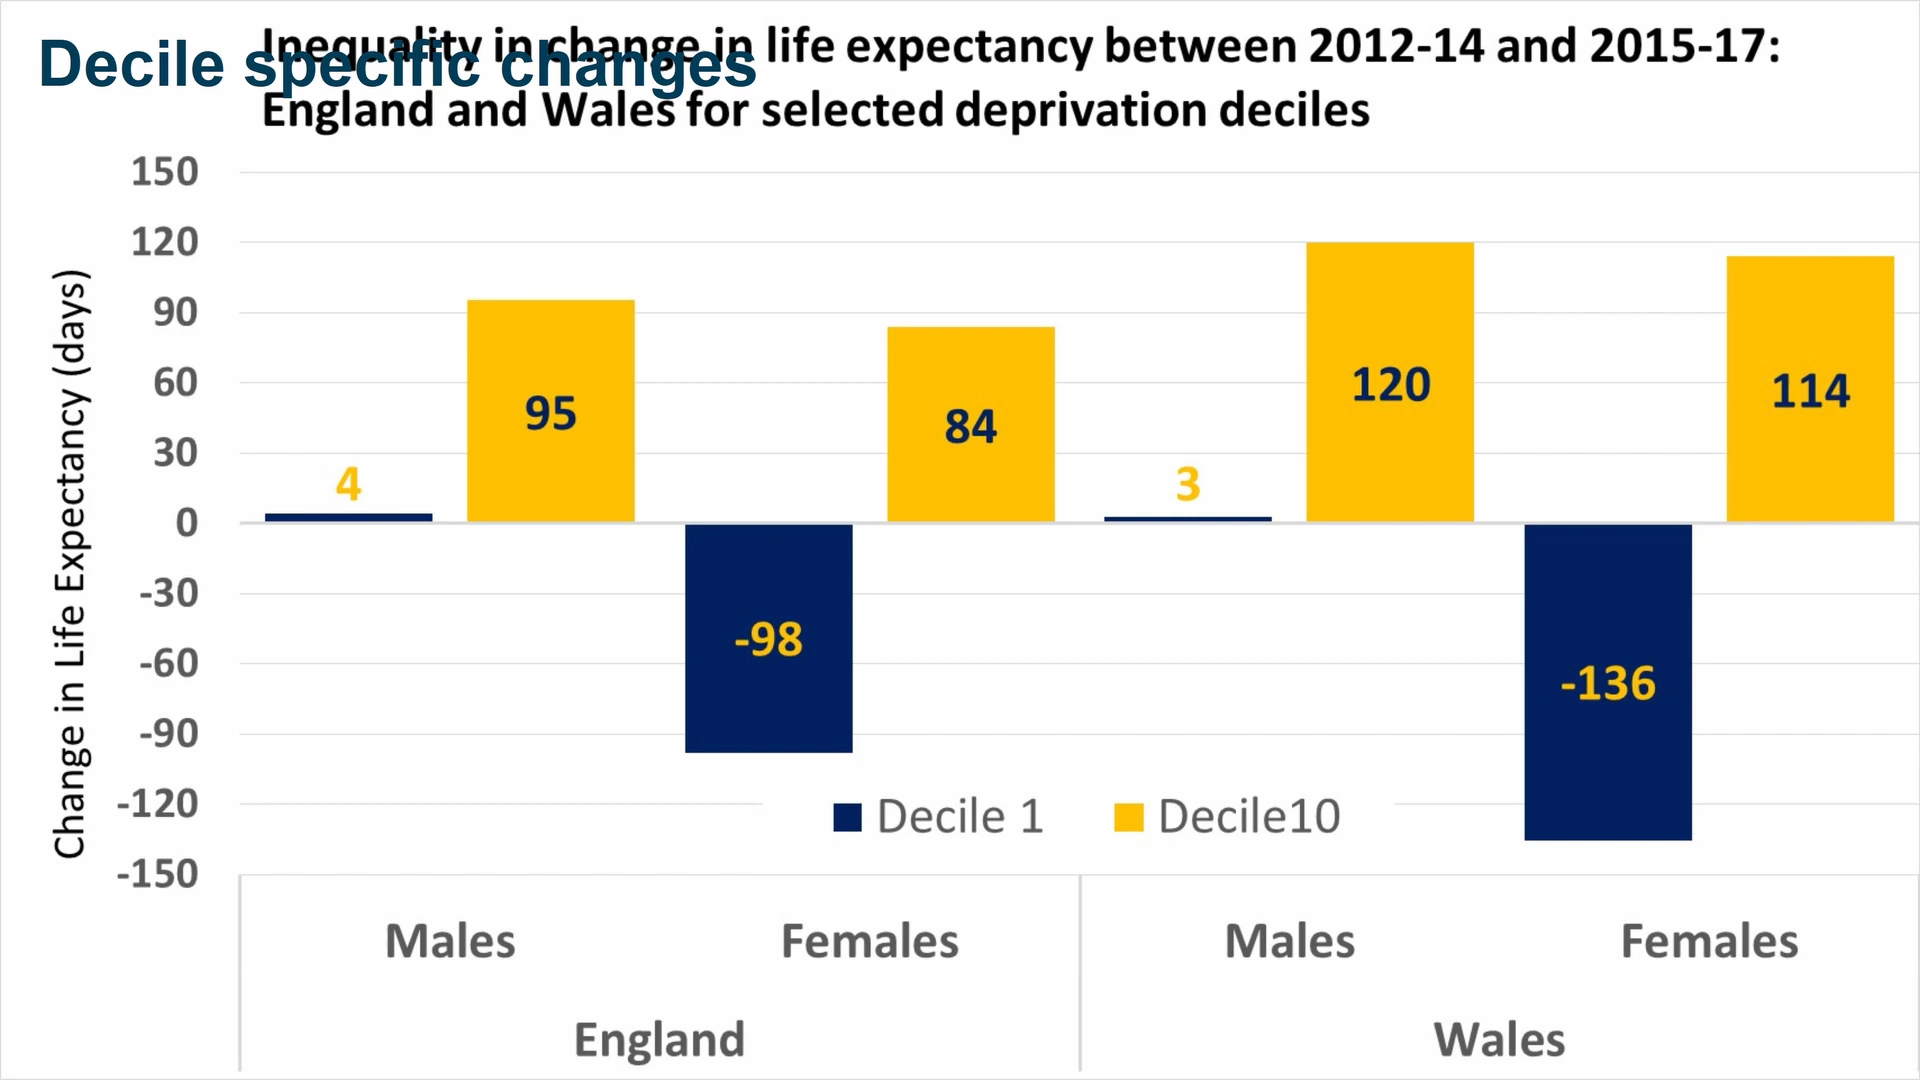 Decile specific changes
Inequality in change in life expectancy between 2012-14 and 2015-17:
England and Wales for selected deprivation deciles
Change in Life Expectancy (days)
150
120
90
60
30
0
-30
-60
-90
-120
-150
4
95
-98
84
3
120
-136
114
Decile 1
Decile10
Males
Females
Males
Females
England
Wales